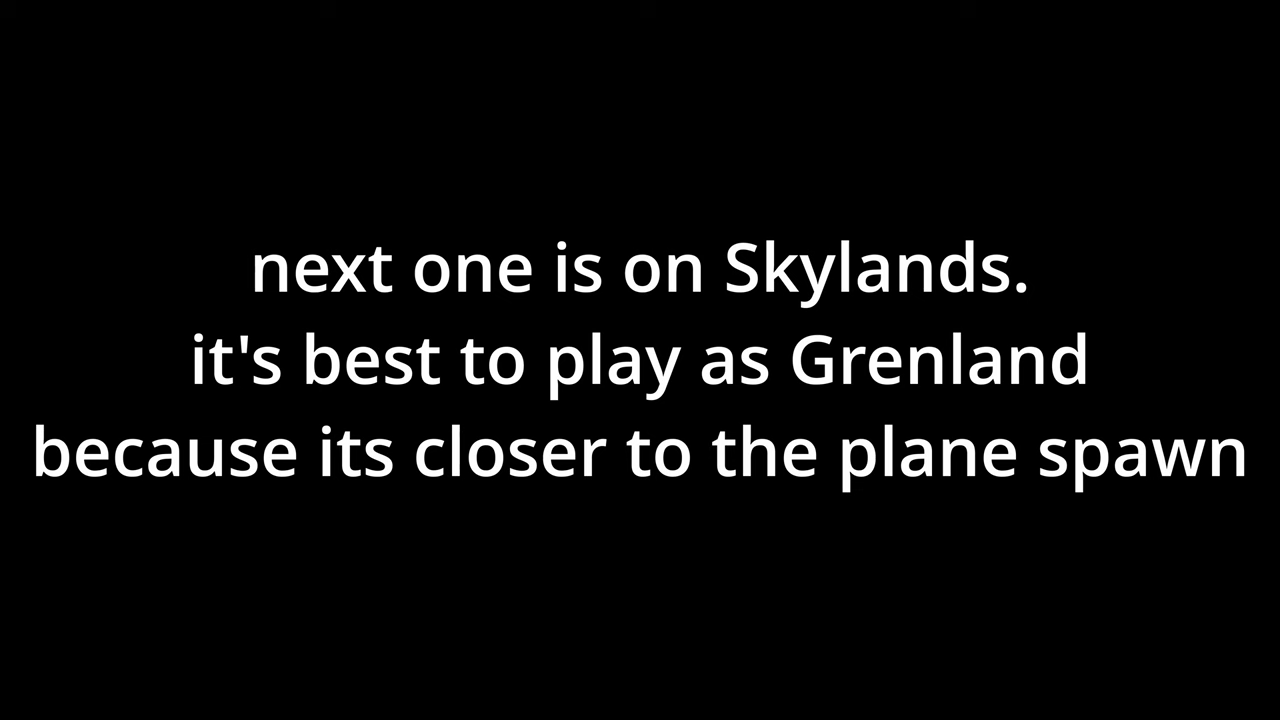 next one is on Skylands.
it's best to play as Grenland
because its closer to the plane spawn